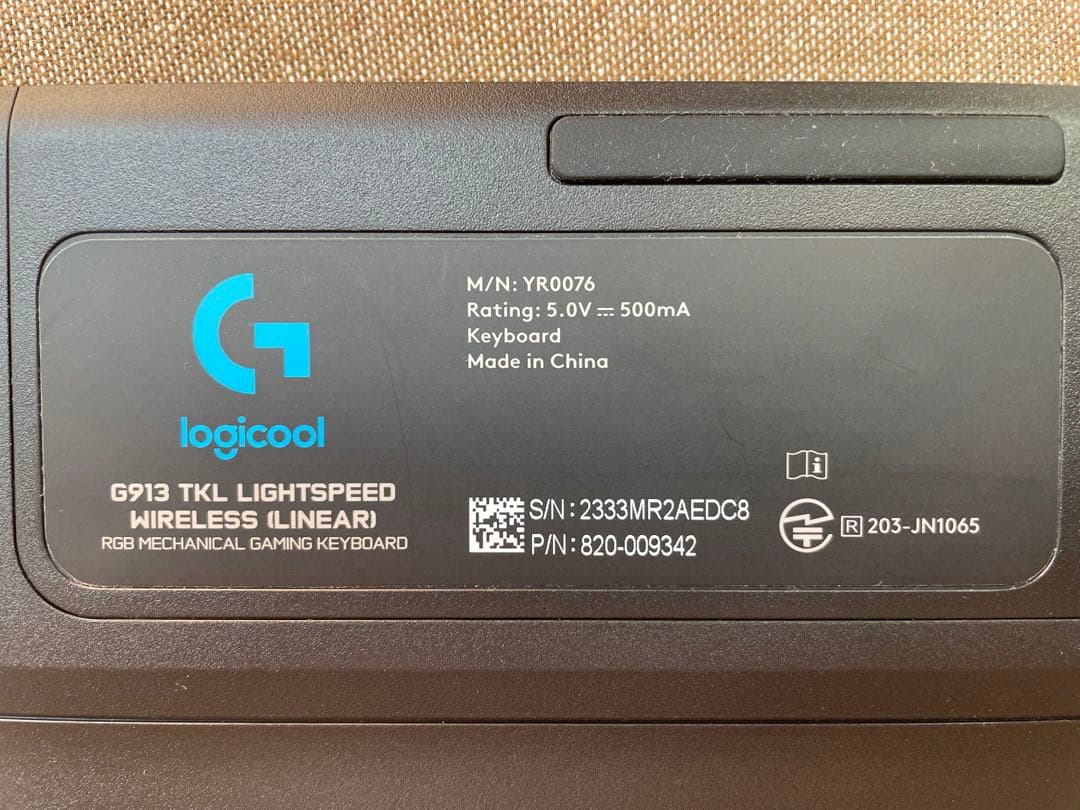 logicool
G913 TKL LIGHTSPEED
WIRELESS (LINEAR)
RGB MECHANICAL GAMING KEYBOARD
M/N: YR0076
Rating: 5.0V ⎓ 500mA
Keyboard
Made in China
S/N: 2333MR2AEDC8
P/N: 820-009342
R 203-JN1065